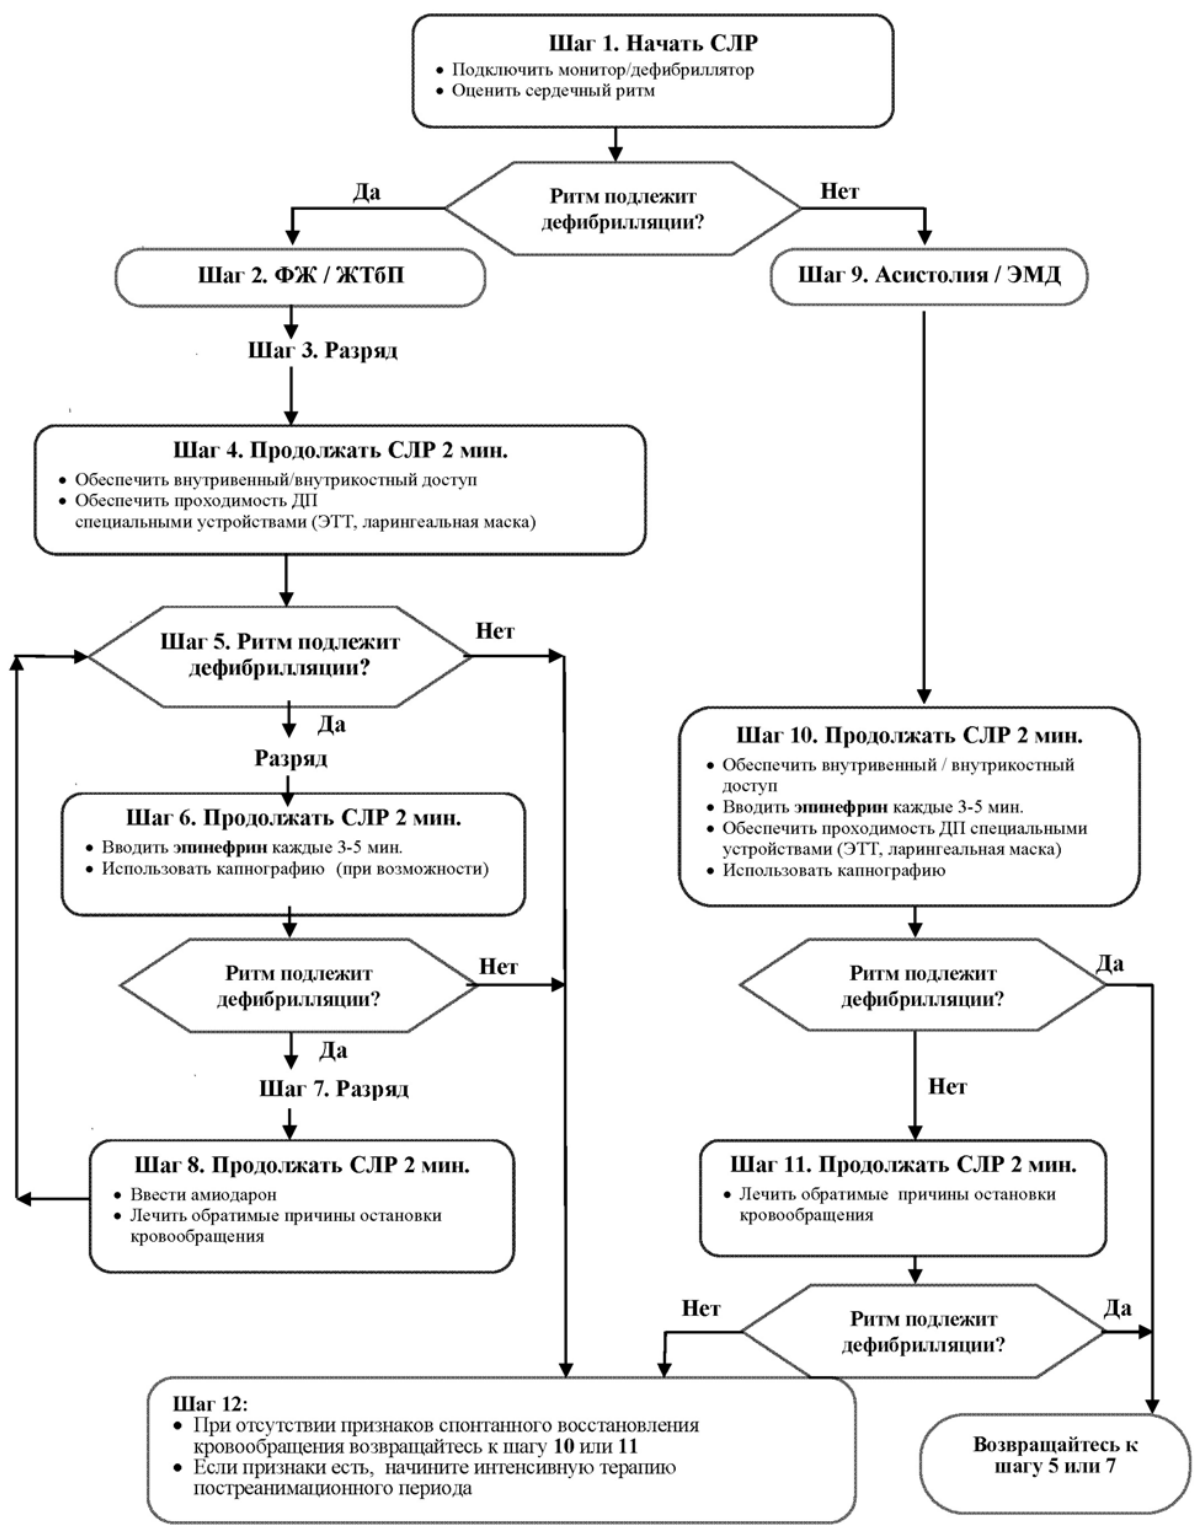 Шаг 1. Начать СЛР
• Подключить монитор/дефибриллятор
• Оценить сердечный ритм
Ритм подлежит
дефибрилляции?
Да
Нет
Шаг 2. ФЖ / ЖТбП
Шаг 3. Разряд
Шаг 4. Продолжать СЛР 2 мин.
• Обеспечить внутривенный/внутрикостный доступ
• Обеспечить проходимость ДП
специальными устройствами (ЭТТ, ларингеальная маска)
Шаг 5. Ритм подлежит
дефибрилляции?
Нет
Да
Разряд
Шаг 6. Продолжать СЛР 2 мин.
• Вводить эпинефрин каждые 3-5 мин.
• Использовать капнографию (при возможности)
Ритм подлежит
дефибрилляции?
Нет
Да
Шаг 7. Разряд
Шаг 8. Продолжать СЛР 2 мин.
• Ввести амиодарон
• Лечить обратимые причины остановки
кровообращения
Шаг 9. Асистолия / ЭМД
Шаг 10. Продолжать СЛР 2 мин.
• Обеспечить внутривенный / внутрикостный
доступ
• Вводить эпинефрин каждые 3-5 мин.
• Обеспечить проходимость ДП специальными
устройствами (ЭТТ, ларингеальная маска)
• Использовать капнографию
Ритм подлежит
дефибрилляции?
Да
Нет
Шаг 11. Продолжать СЛР 2 мин.
• Лечить обратимые причины остановки
кровообращения
Ритм подлежит
дефибрилляции?
Нет
Да
Шаг 12:
• При отсутствии признаков спонтанного восстановления
кровообращения возвращайтесь к шагу 10 или 11
• Если признаки есть, начините интенсивную терапию
постреанимационного периода
Возвращайтесь к
шагу 5 или 7